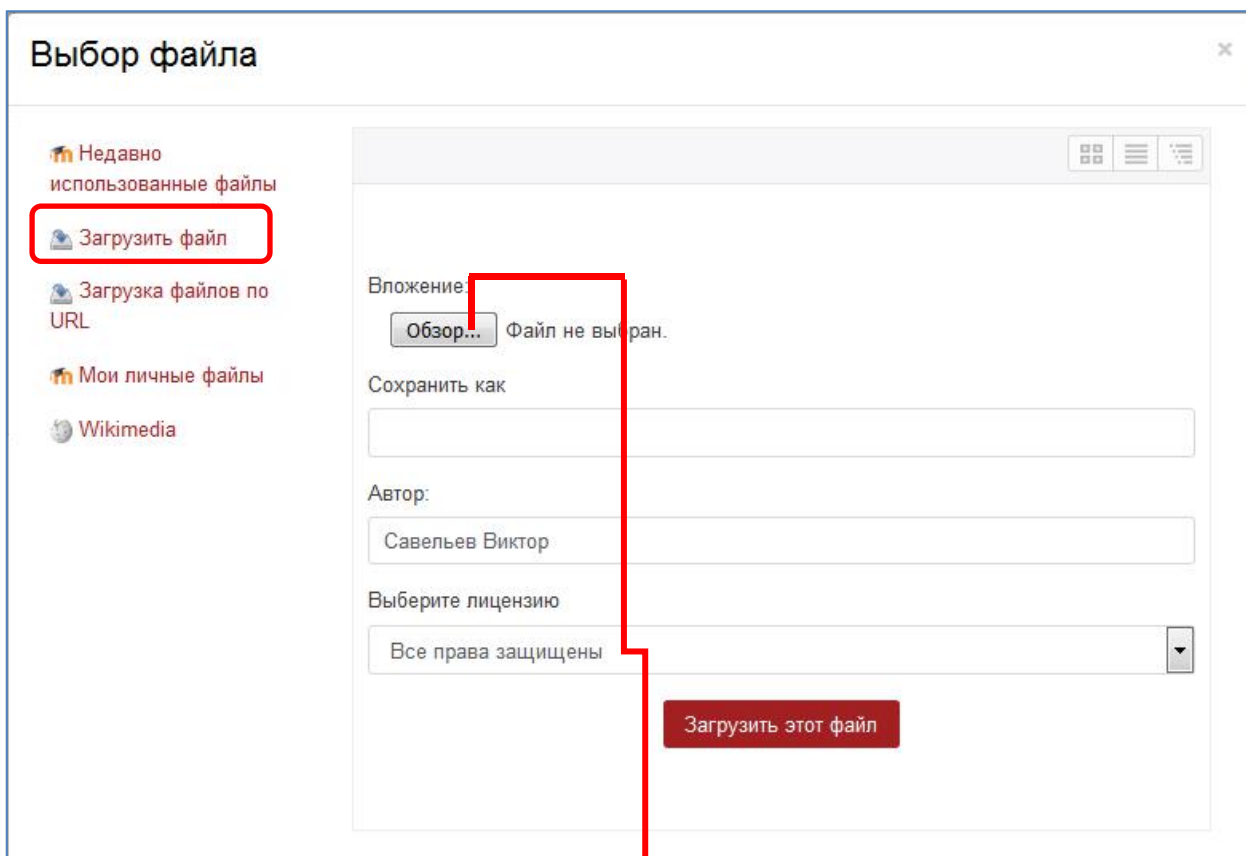 Выбор файла
Недавно
использованные файлы
Загрузить файл
Загрузка файлов по
URL
Мои личные файлы
Wikimedia
Вложение:
Обзор... Файл не выбран.
Сохранить как
Автор:
Савельев Виктор
Выберите лицензию
Все права защищены
Загрузить этот файл